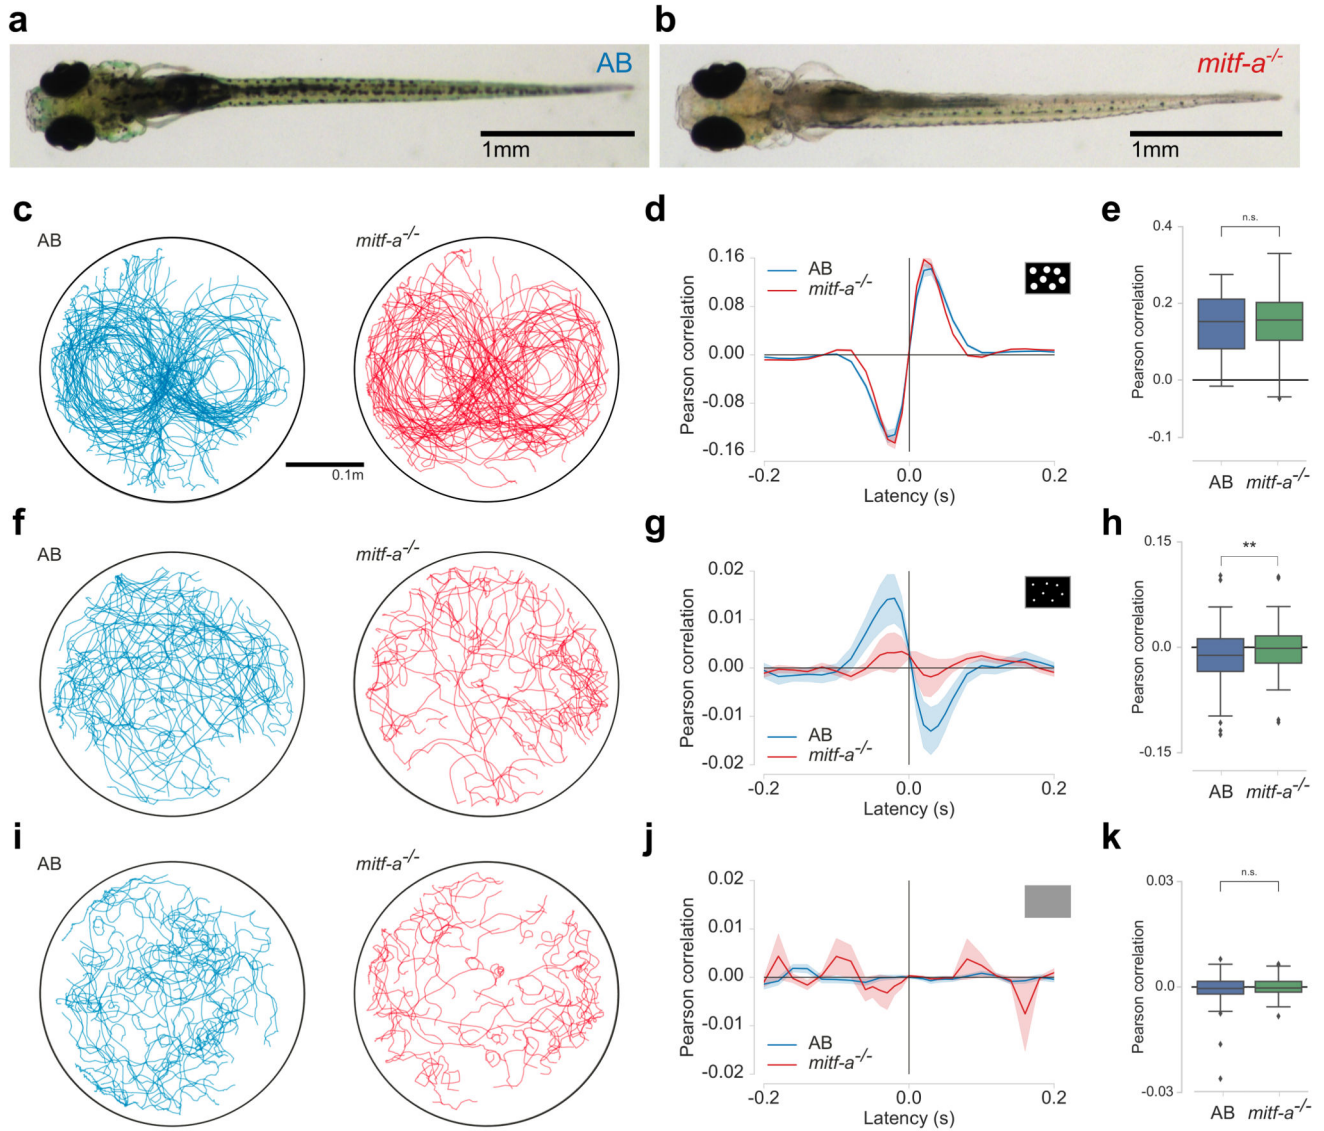 a
AB
1mm
b
mitf-a-/-
1mm
c
AB
mitf-a-/-
0.1m
d
Pearson correlation
0.16
0.08
0.00
-0.08
-0.16
AB
mitf-a-/-
-0.2
0.0
0.2
Latency (s)
e
Pearson correlation
0.4
0.2
0.0
-0.1
n.s.
AB
mitf-a-/-
f
AB
mitf-a-/-
g
Pearson correlation
0.02
0.01
0.00
-0.01
-0.02
AB
mitf-a-/-
-0.2
0.0
0.2
Latency (s)
h
Pearson correlation
0.15
0.0
-0.15
**
AB
mitf-a-/-
i
AB
mitf-a-/-
j
Pearson correlation
0.02
0.01
0.00
-0.01
-0.02
AB
mitf-a-/-
-0.2
0.0
0.2
Latency (s)
k
Pearson correlation
0.03
0.0
-0.03
n.s.
AB
mitf-a-/-